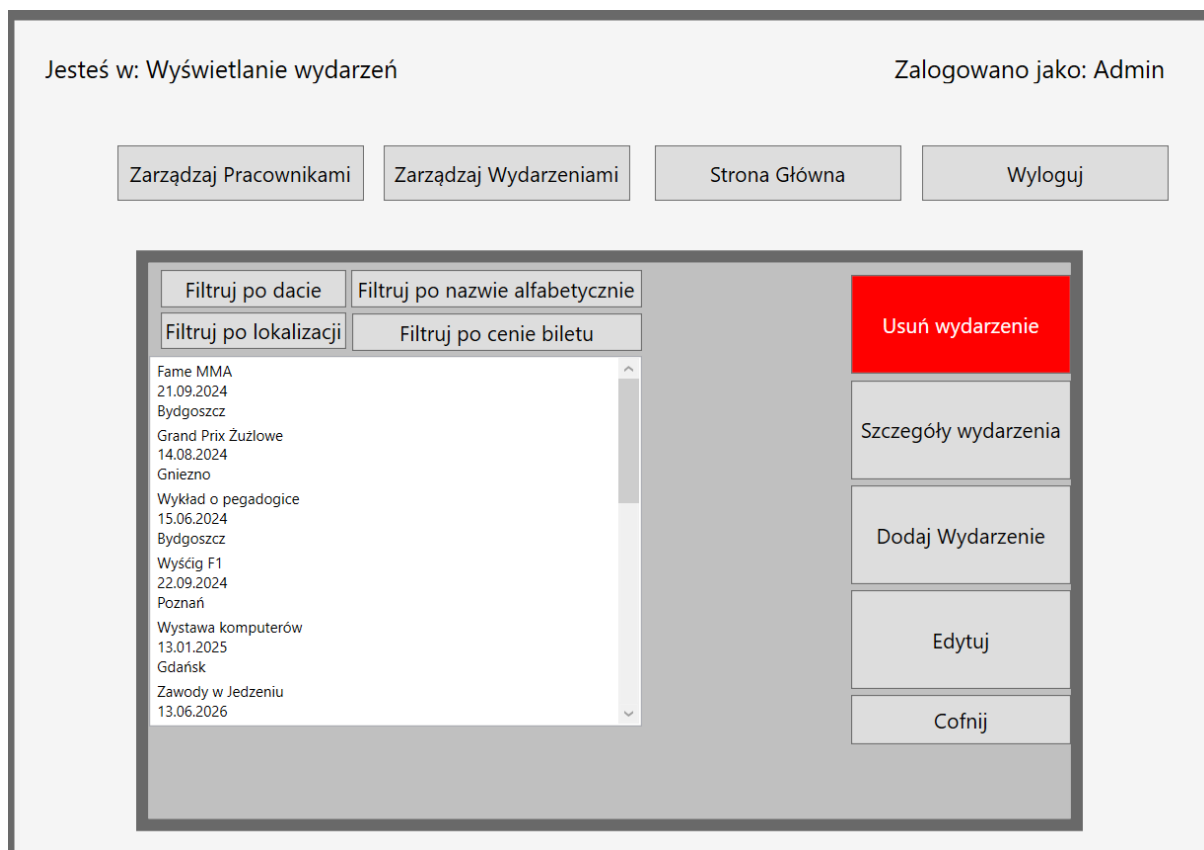 Jesteś w: Wyświetlanie wydarzeń
Zalogowano jako: Admin
Zarządzaj Pracownikami
Zarządzaj Wydarzeniami
Strona Główna
Wyloguj
Filtruj po dacie
Filtruj po nazwie alfabetycznie
Filtruj po lokalizacji
Filtruj po cenie biletu
Fame MMA
21.09.2024
Bydgoszcz
Grand Prix Żużlowe
14.08.2024
Gniezno
Wykład o pegadogice
15.06.2024
Bydgoszcz
Wyśćig F1
22.09.2024
Poznań
Wystawa komputerów
13.01.2025
Gdańsk
Zawody w Jedzeniu
13.06.2026
Usuń wydarzenie
Szczegóły wydarzenia
Dodaj Wydarzenie
Edytuj
Cofnij